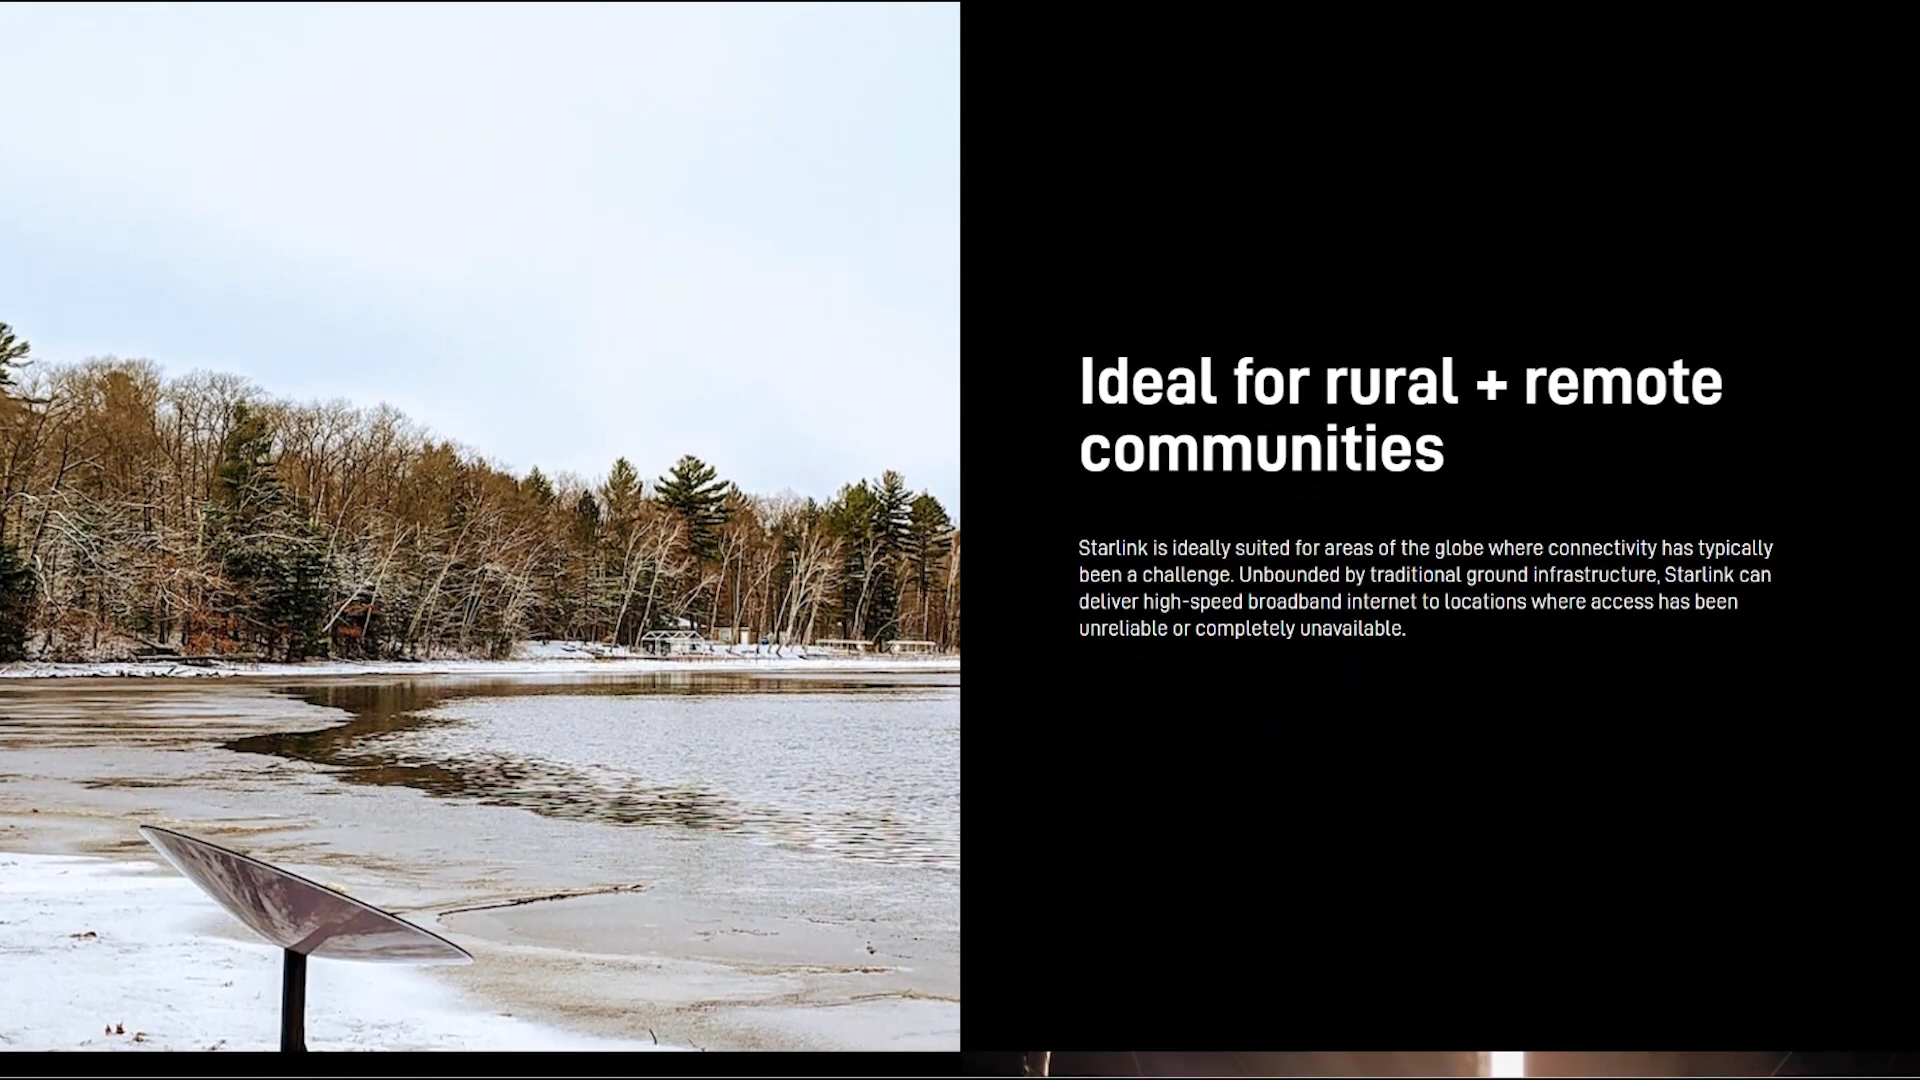 Ideal for rural + remote
communities
Starlink is ideally suited for areas of the globe where connectivity has typically
been a challenge. Unbounded by traditional ground infrastructure, Starlink can
deliver high-speed broadband internet to locations where access has been
unreliable or completely unavailable.